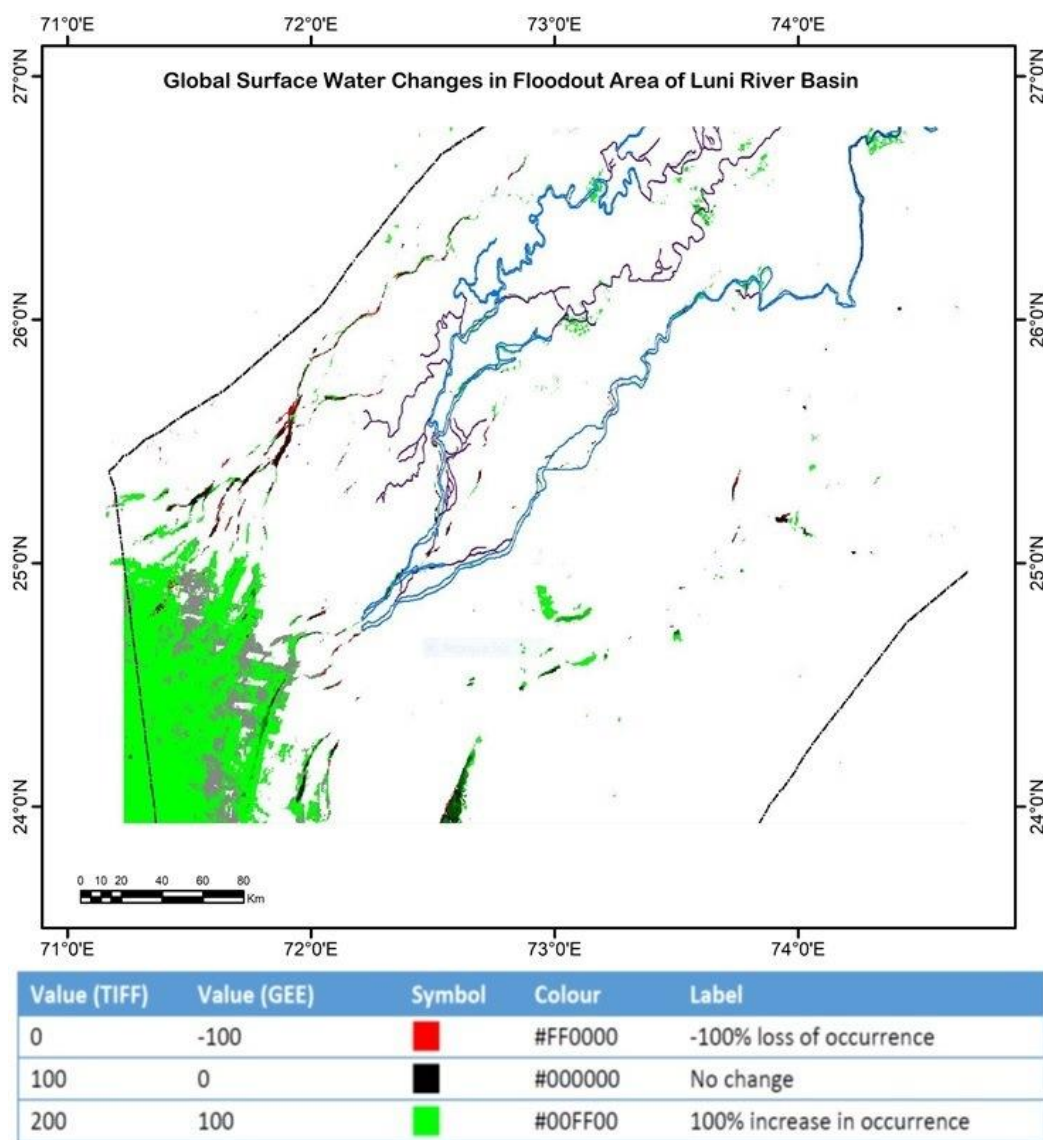 71°0'E 72°0'E 73°0'E 74°0'E
27°0'N 27°0'N
Global Surface Water Changes in Floodout Area of Luni River Basin
26°0'N 26°0'N
25°0'N 25°0'N
24°0'N 24°0'N
0 10 20 40 60 80
Km
71°0'E 72°0'E 73°0'E 74°0'E
Value (TIFF) Value (GEE) Symbol Colour Label
0 -100 #FF0000 -100% loss of occurrence
100 0 #000000 No change
200 100 #00FF00 100% increase in occurrence